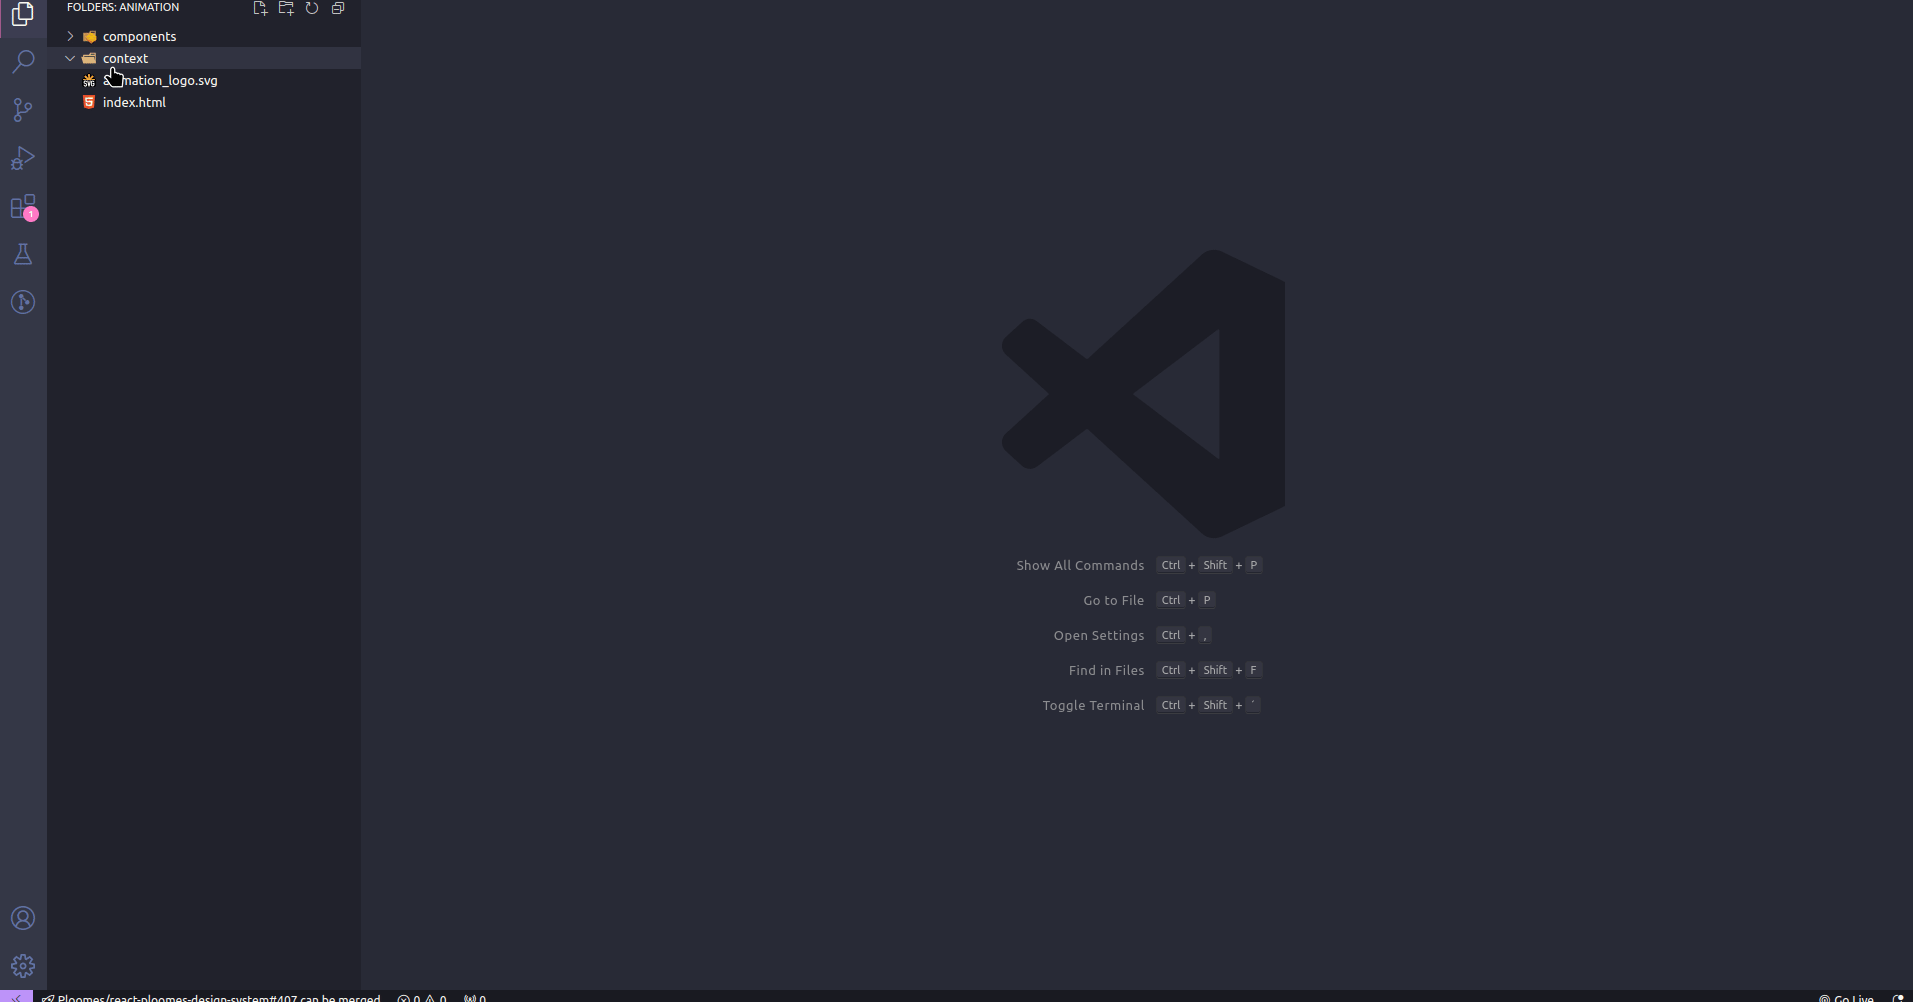 FOLDERS: ANIMATION
components
context
mation_logo.svg
index.html
1
Show All Commands Ctrl + Shift + P
Go to File Ctrl + P
Open Settings Ctrl + ,
Find in Files Ctrl + Shift + F
Toggle Terminal Ctrl + Shift + ´
Ploomes/react-ploomes-design-system#407 can be merged 0 0 0 Go Live